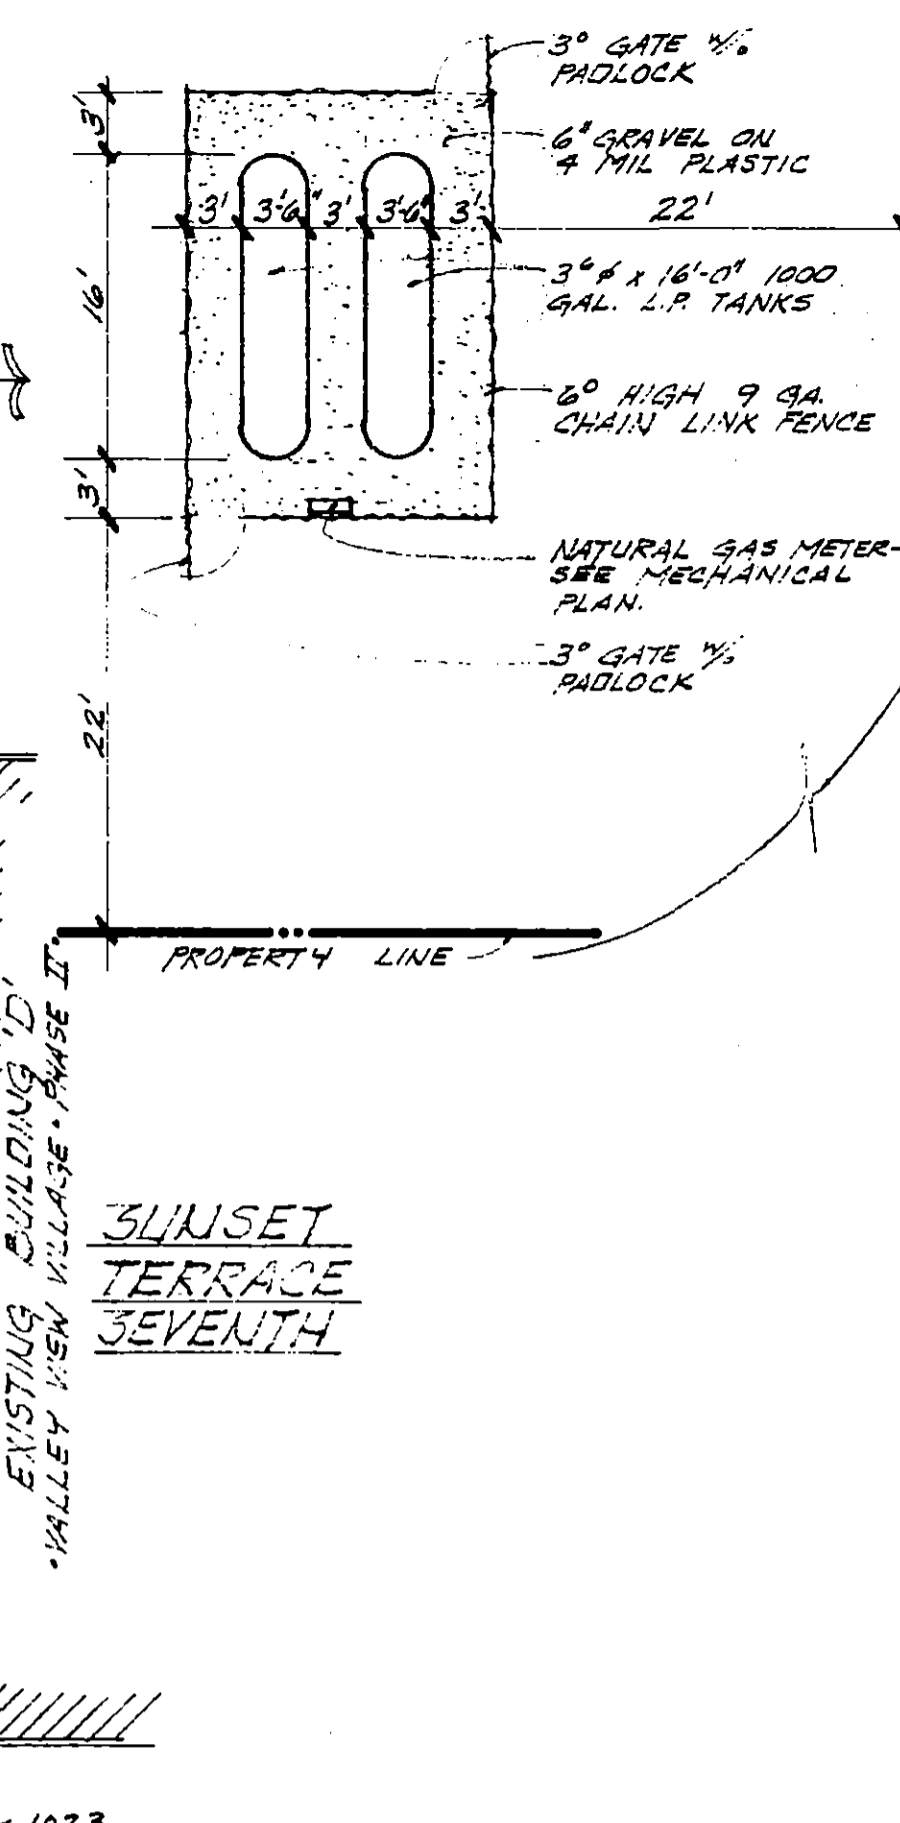 3° GATE W/
PADLOCK
3'
6" GRAVEL ON
4 MIL PLASTIC
3' 3'-6" 3' 3'-6" 3' 22'
3⁶ ø x 16'-0" 1000
GAL. L.P. TANKS
16'
6° HIGH 9 GA.
CHAIN LINK FENCE
3'
NATURAL GAS METER-
SEE MECHANICAL
PLAN.
3° GATE W/
PADLOCK
22'
PROPERTY LINE
EXISTING BUILDING 'D'
•VALLEY VIEW VILLAGE•PHASE II•
SUNSET
TERRACE
SEVENTH